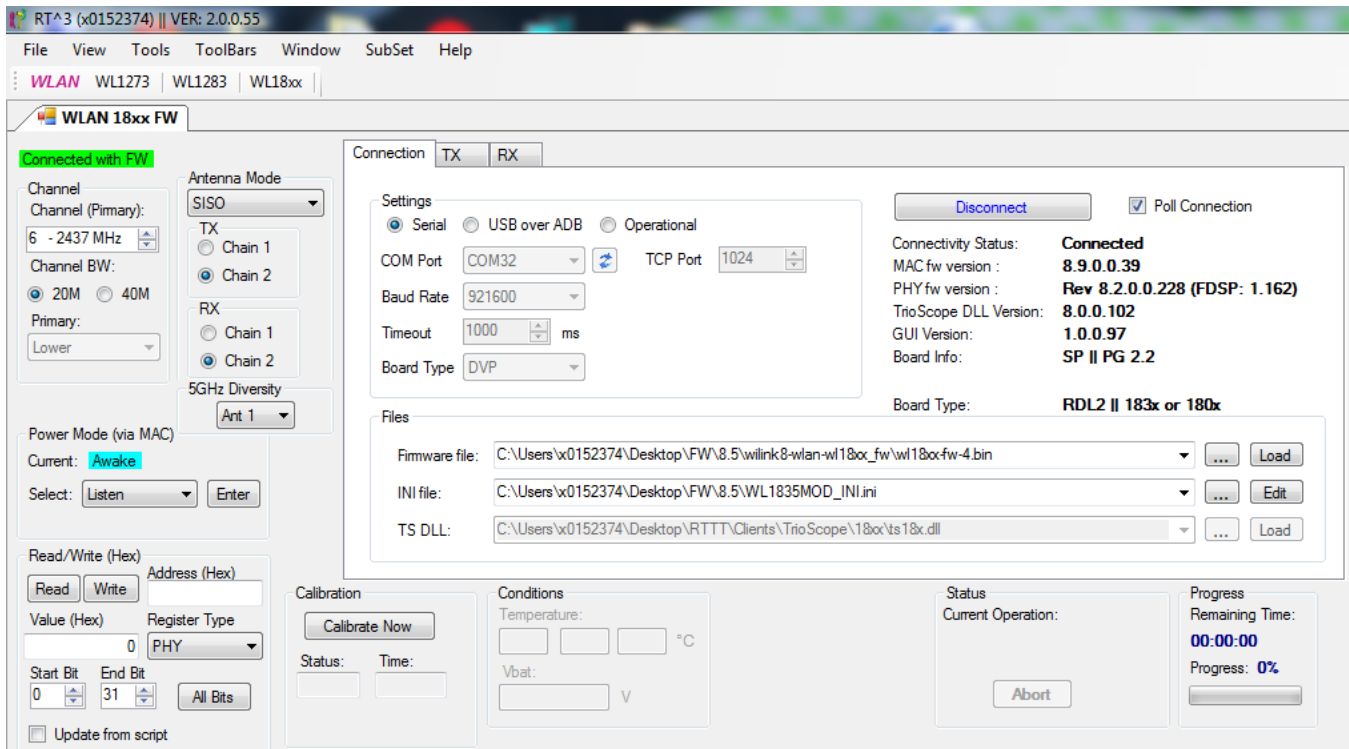 RT^3 (x0152374) || VER: 2.0.0.55
File View Tools ToolBars Window SubSet Help
WLAN WL1273 WL1283 WL18xx
WLAN 18xx FW
Connected with FW
Channel
Channel (Pirmary):
6 - 2437 MHz
Channel BW:
20M 40M
Primary:
Lower
Antenna Mode
SISO
TX
Chain 1
Chain 2
RX
Chain 1
Chain 2
5GHz Diversity
Ant 1
Power Mode (via MAC)
Current: Awake
Select: Listen Enter
Read/Write (Hex)
Read Write Address (Hex)
Value (Hex) Register Type
0 PHY
Start Bit End Bit
0 31 All Bits
Update from script
Connection TX RX
Settings
Serial USB over ADB Operational
COM Port COM32 TCP Port 1024
Baud Rate 921600
Timeout 1000 ms
Board Type DVP
Disconnect Poll Connection
Connectivity Status: Connected
MAC fw version : 8.9.0.0.39
PHY fw version : Rev 8.2.0.0.228 (FDSP: 1.162)
TrioScope DLL Version: 8.0.0.102
GUI Version: 1.0.0.97
Board Info: SP || PG 2.2
Board Type: RDL2 || 183x or 180x
Files
Firmware file: C:\Users\x0152374\Desktop\FW\8.5\wilink8-wlan-wl18xx_fw\wl18xx-fw-4.bin ... Load
INI file: C:\Users\x0152374\Desktop\FW\8.5\WL1835MOD_INI.ini ... Edit
TS DLL: C:\Users\x0152374\Desktop\RTTT\Clients\TrioScope\18xx\ts18x.dll ... Load
Calibration
Calibrate Now
Status: Time:
Conditions
Temperature:
°C
Vbat:
V
Status
Current Operation:
Abort
Progress
Remaining Time:
00:00:00
Progress: 0%